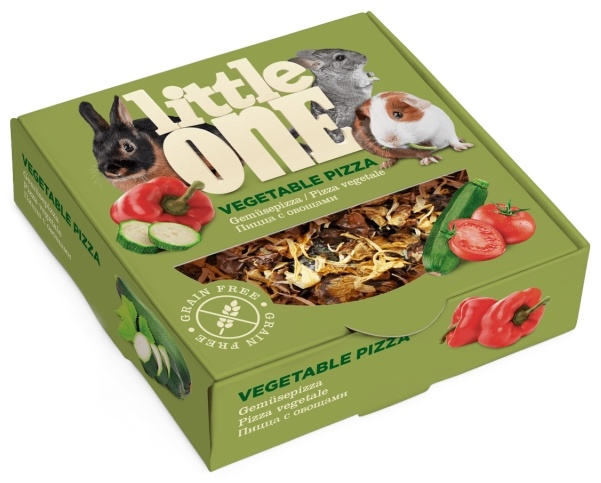 little
ONE
VEGETABLE PIZZA
Gemüsepizza / Pizza vegetale
Пицца с овощами
GRAIN FREE • GRAIN FREE •
VEGETABLE PIZZA
Gemüsepizza
Pizza vegetale
Пицца с овощами
VEGETABLE PIZZA
Gemüsepizza
Pizza vegetale
Пицца с овощами